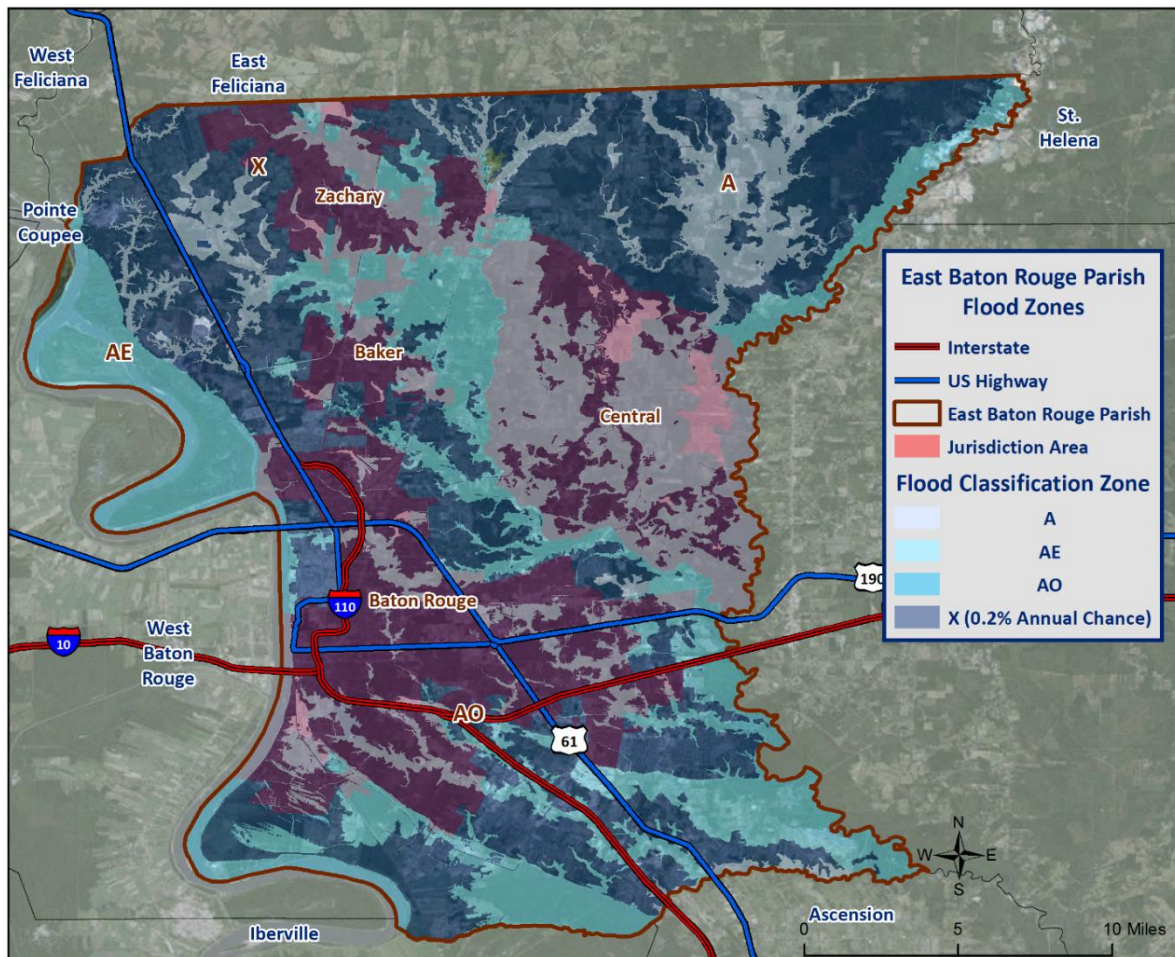 West
Feliciana
East
Feliciana
St.
Helena
X
Zachary
A
Pointe
Coupee
AE
Baker
Central
East Baton Rouge Parish
Flood Zones
Interstate
US Highway
East Baton Rouge Parish
Jurisdiction Area
Flood Classification Zone
A
AE
AO
X (0.2% Annual Chance)
190
110
Baton Rouge
10
West
Baton
Rouge
AO
61
N
W
E
S
Iberville
Ascension
0
5
10 Miles